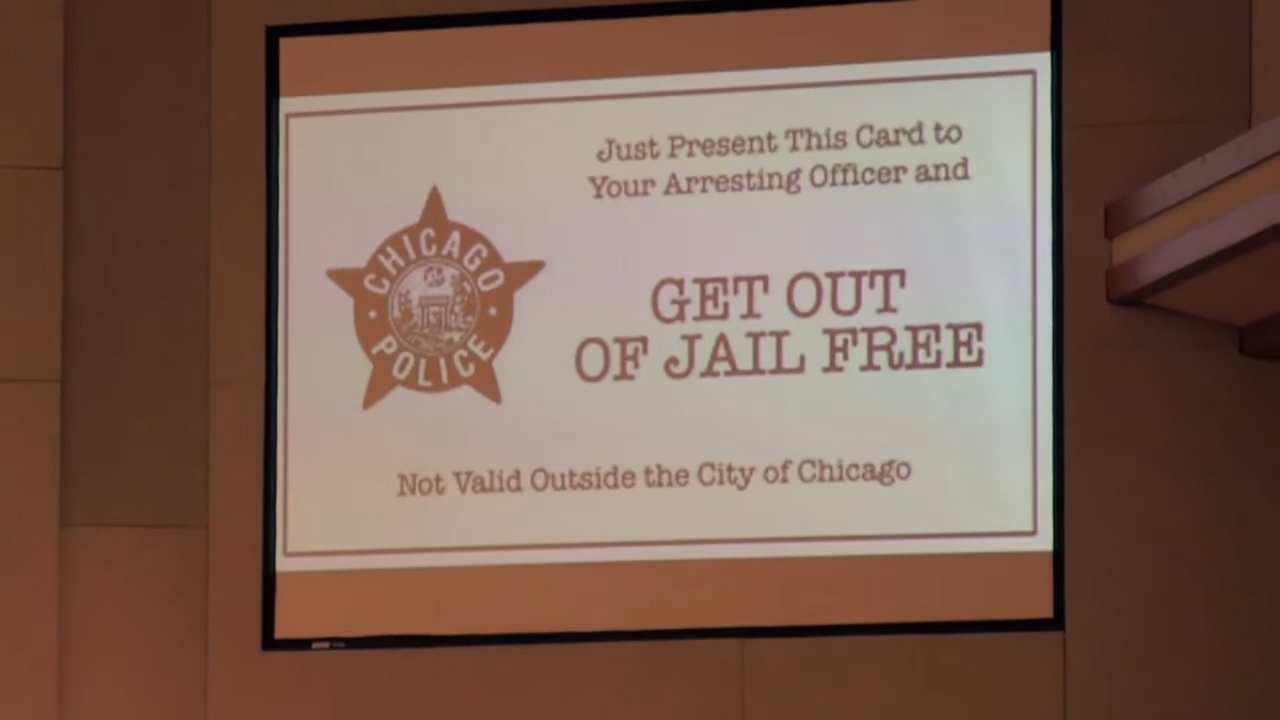 Just Present This Card to
Your Arresting Officer and
CHICAGO
POLICE
GET OUT
OF JAIL FREE
Not Valid Outside the City of Chicago